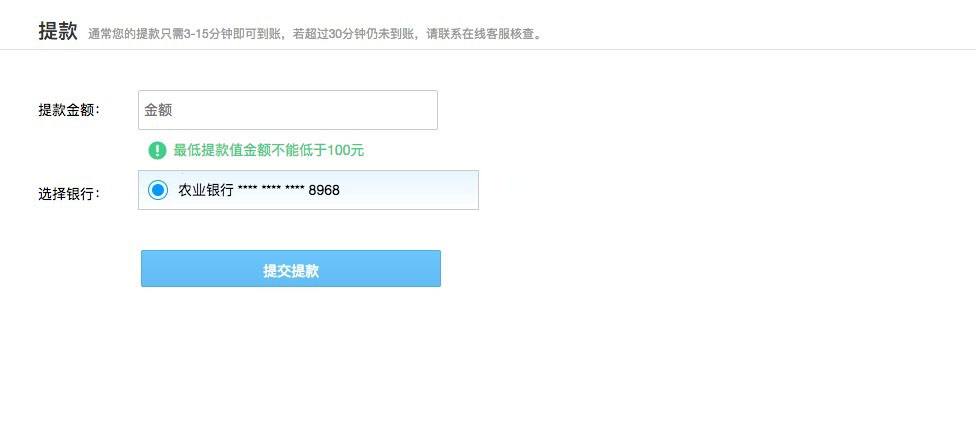 提款 通常您的提款只需3-15分钟即可到账，若超过30分钟仍未到账，请联系在线客服核查。
提款金额： 金额
最低提款值金额不能低于100元
选择银行： 农业银行 **** **** **** 8968
提交提款